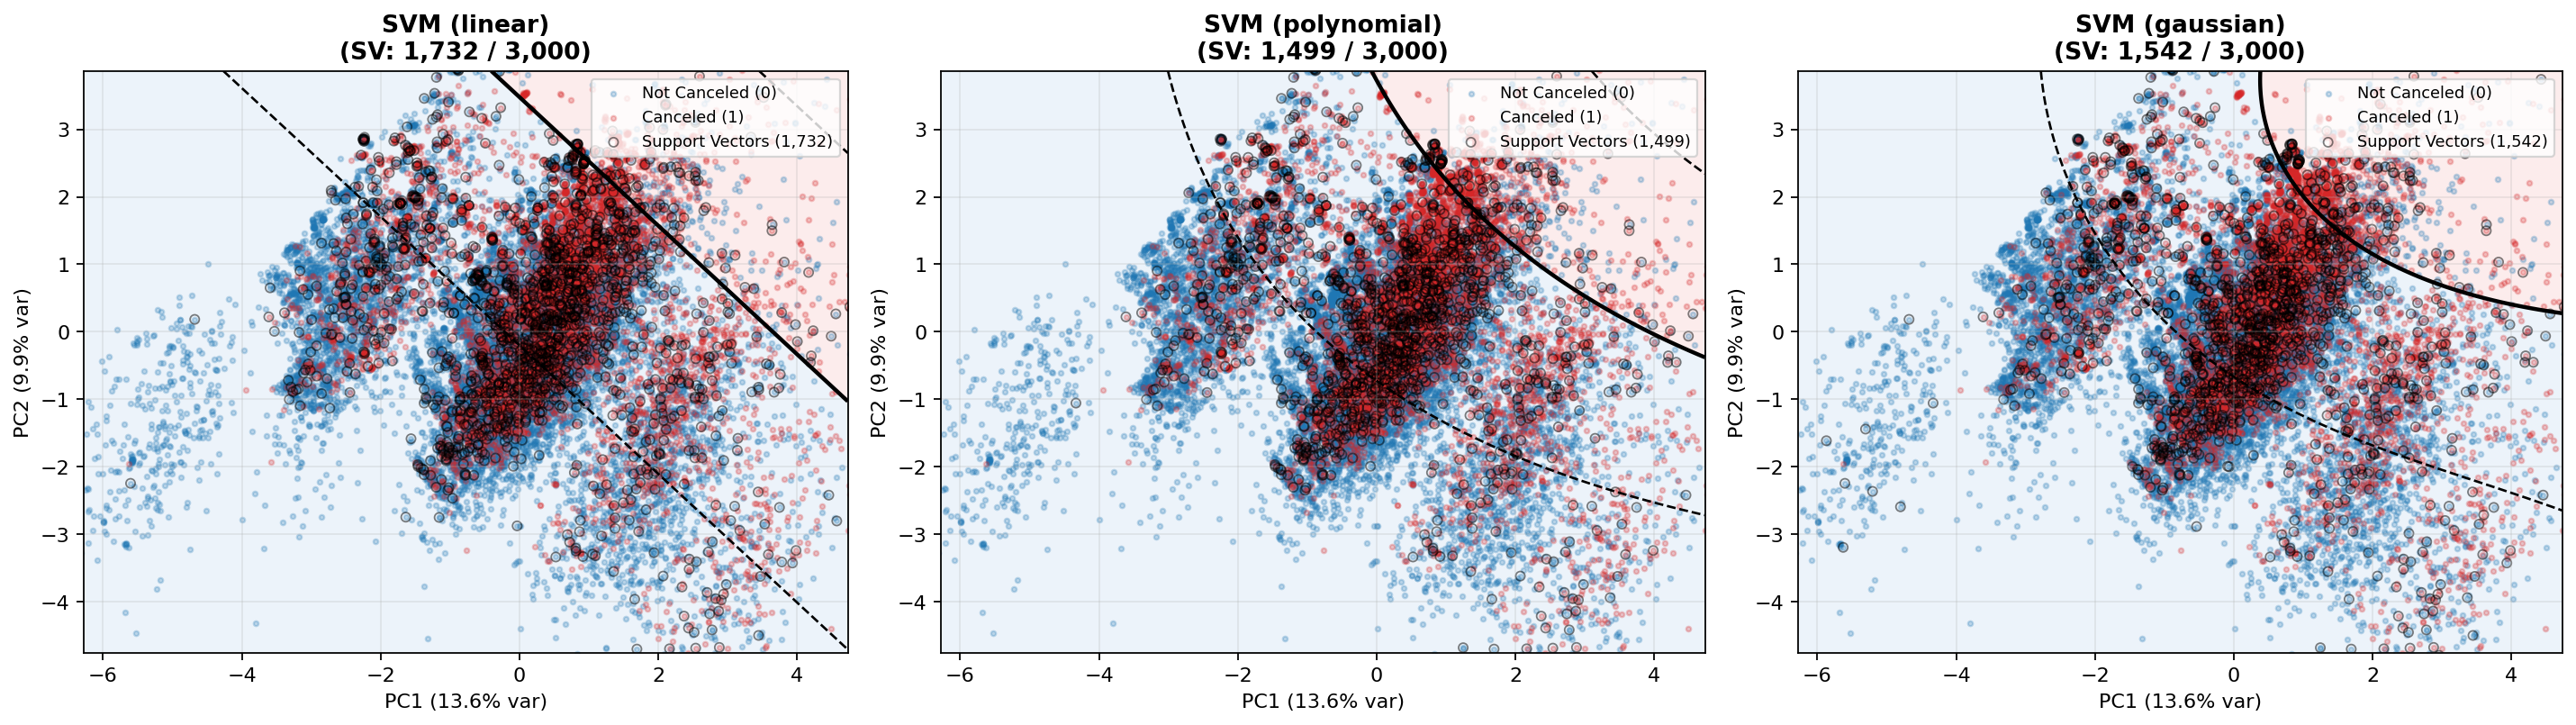 SVM (linear)
(SV: 1,732 / 3,000)
Not Canceled (0)
Canceled (1)
Support Vectors (1,732)
3
2
1
0
−1
−2
−3
−4
PC2 (9.9% var)
−6
−4
−2
0
2
4
PC1 (13.6% var)
SVM (polynomial)
(SV: 1,499 / 3,000)
Not Canceled (0)
Canceled (1)
Support Vectors (1,499)
3
2
1
0
−1
−2
−3
−4
PC2 (9.9% var)
−6
−4
−2
0
2
4
PC1 (13.6% var)
SVM (gaussian)
(SV: 1,542 / 3,000)
Not Canceled (0)
Canceled (1)
Support Vectors (1,542)
3
2
1
0
−1
−2
−3
−4
PC2 (9.9% var)
−6
−4
−2
0
2
4
PC1 (13.6% var)